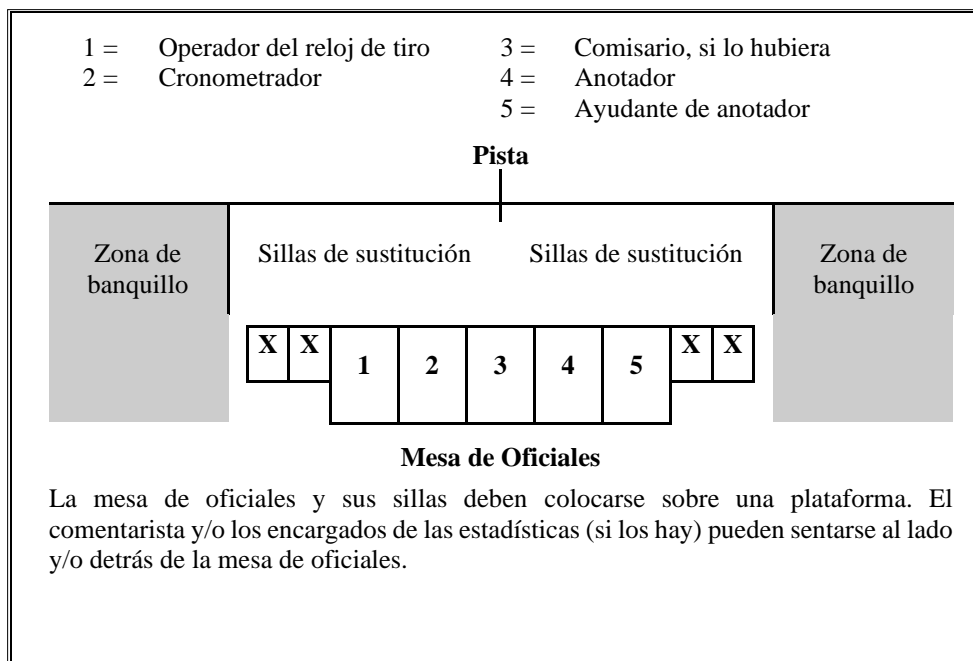 1 = Operador del reloj de tiro
2 = Cronometrador
3 = Comisario, si lo hubiera
4 = Anotador
5 = Ayudante de anotador
Pista
Zona de
banquillo
Sillas de sustitución
Sillas de sustitución
Zona de
banquillo
X X 1 2 3 4 5 X X
Mesa de Oficiales
La mesa de oficiales y sus sillas deben colocarse sobre una plataforma. El
comentarista y/o los encargados de las estadísticas (si los hay) pueden sentarse al lado
y/o detrás de la mesa de oficiales.